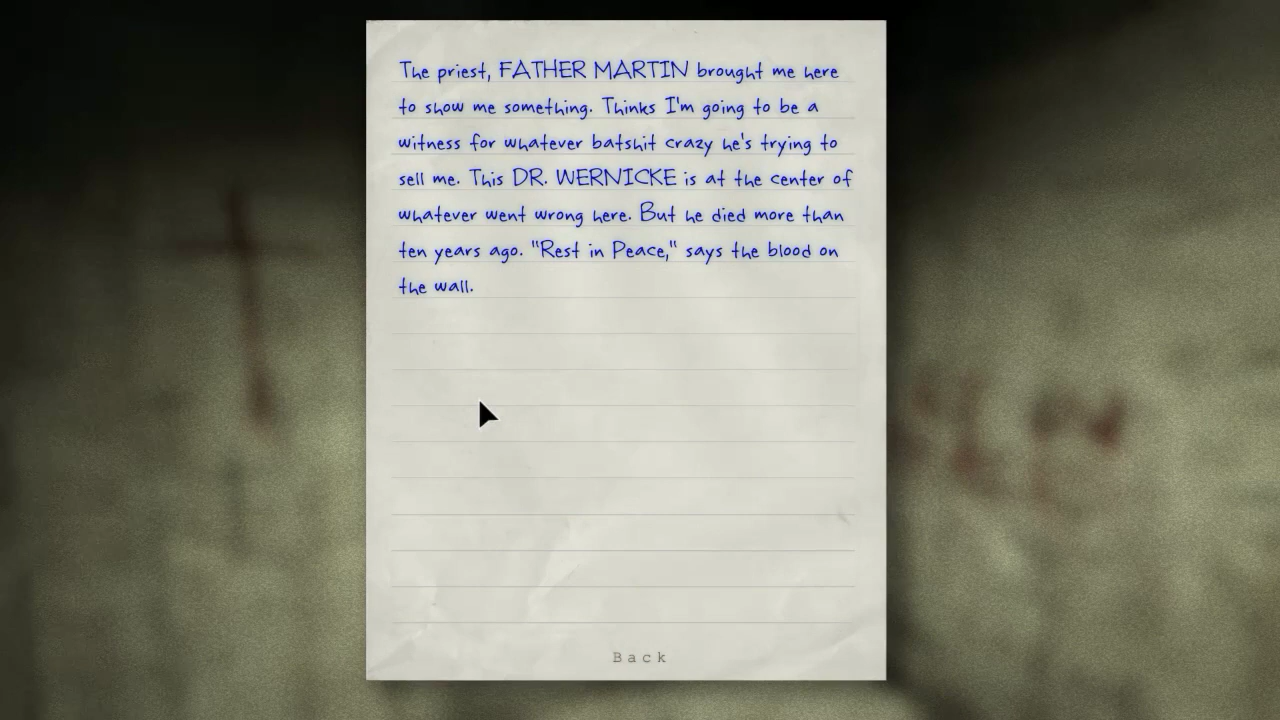 The priest, FATHER MARTIN brought me here
to show me something. Thinks I'm going to be a
witness for whatever batshit crazy he's trying to
sell me. This DR. WERNICKE is at the center of
whatever went wrong here. But he died more than
ten years ago. "Rest in Peace," says the blood on
the wall.
Back